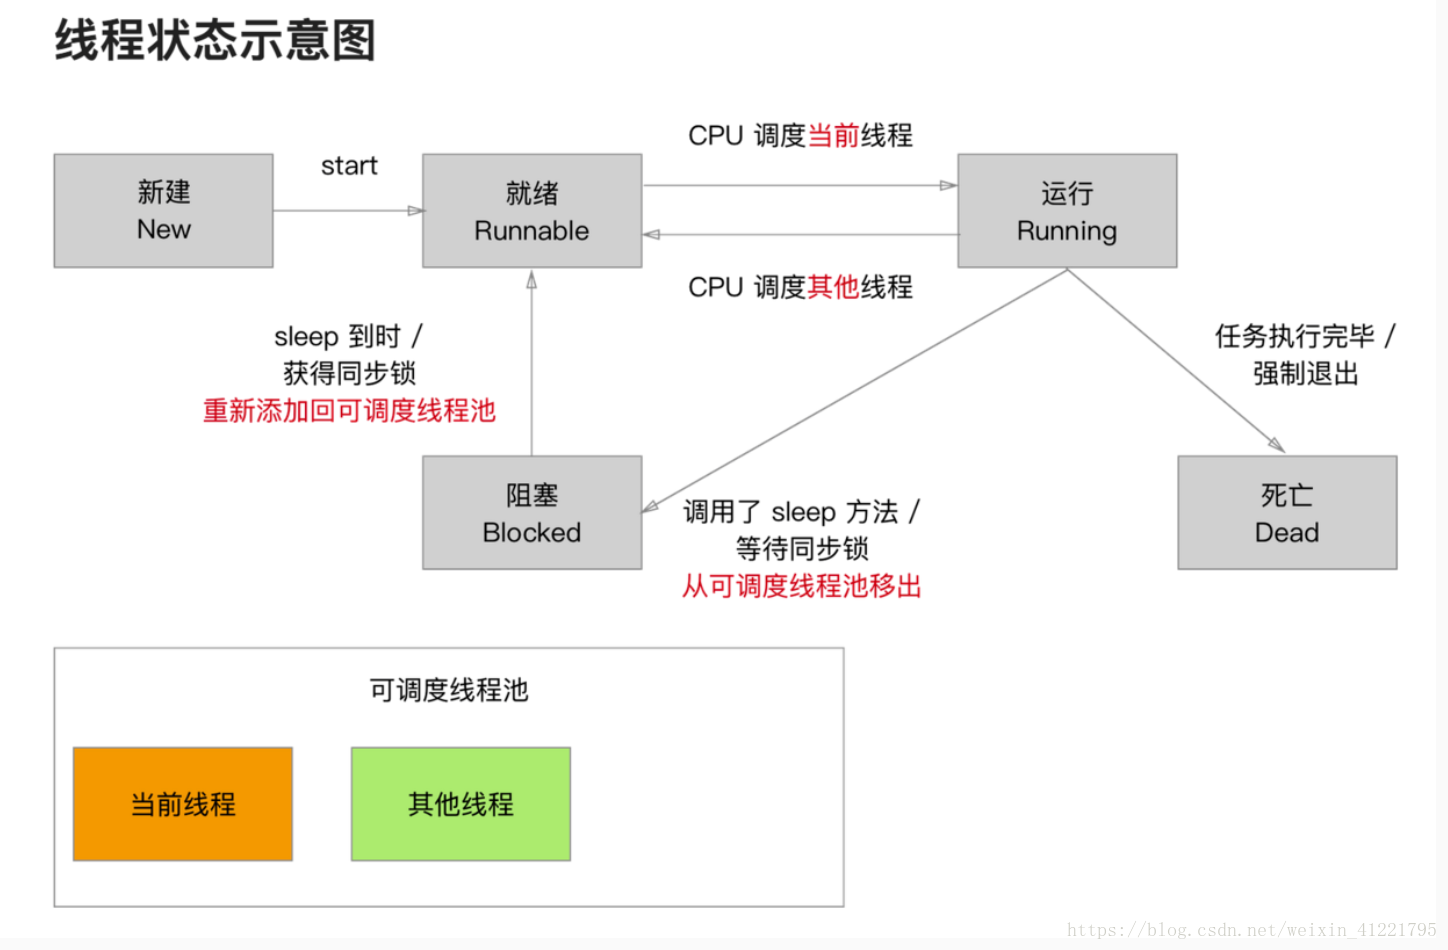 线程状态示意图
新建
New
start
就绪
Runnable
CPU 调度当前线程
运行
Running
CPU 调度其他线程
sleep 到时 /
获得同步锁
重新添加回可调度线程池
任务执行完毕 /
强制退出
阻塞
Blocked
调用了 sleep 方法 /
等待同步锁
从可调度线程池移出
死亡
Dead
可调度线程池
当前线程
其他线程
https://blog.csdn.net/weixin_41221795